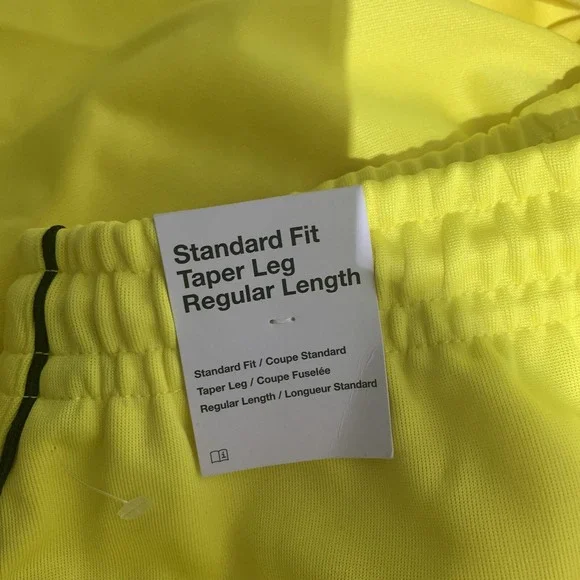 Standard Fit
Taper Leg
Regular Length
Standard Fit / Coupe Standard
Taper Leg / Coupe Fuselée
Regular Length / Longueur Standard
i